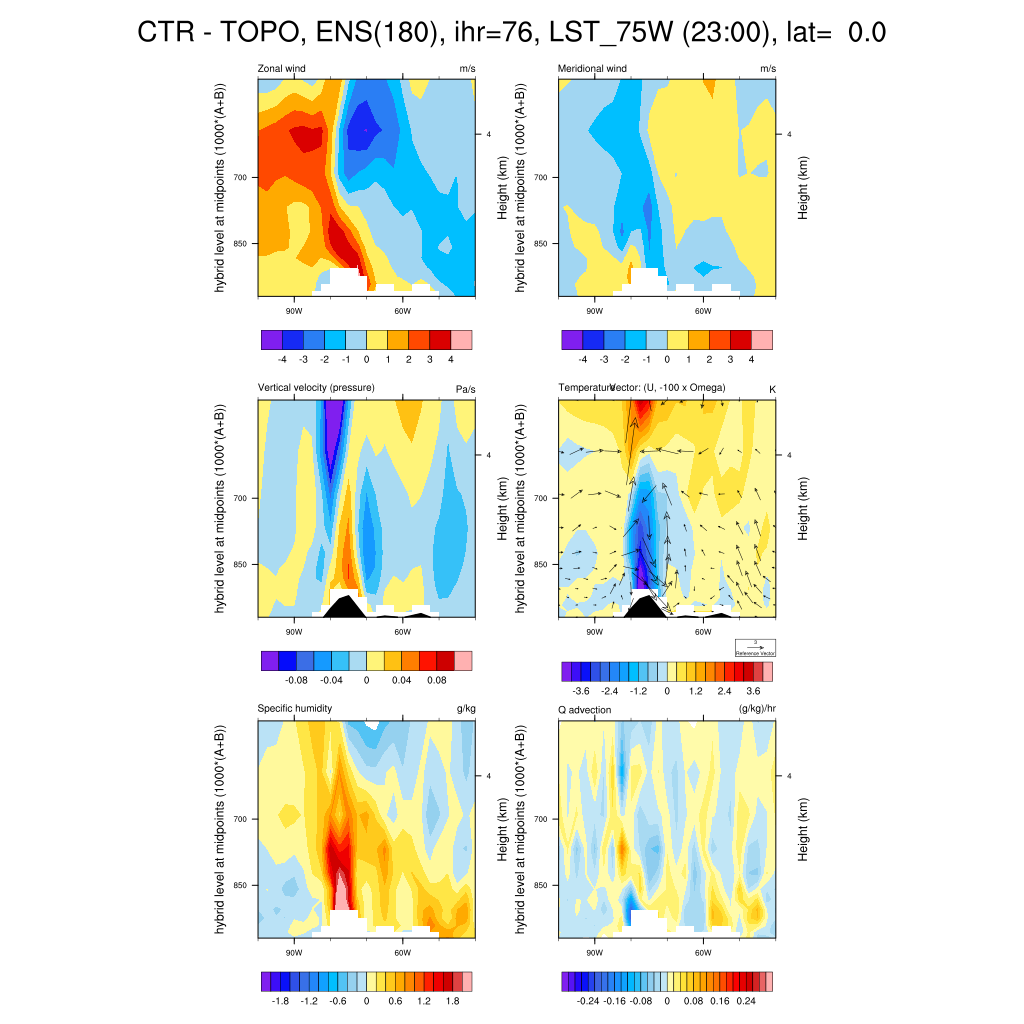 CTR - TOPO, ENS(180), ihr=76, LST_75W (23:00), lat= 0.0
Zonal wind m/s
hybrid level at midpoints (1000*(A+B))
700
850
4
Height (km)
90W 60W
-4 -3 -2 -1 0 1 2 3 4
Meridional wind m/s
hybrid level at midpoints (1000*(A+B))
700
850
4
Height (km)
90W 60W
-4 -3 -2 -1 0 1 2 3 4
Vertical velocity (pressure) Pa/s
hybrid level at midpoints (1000*(A+B))
700
850
4
Height (km)
90W 60W
-0.08 -0.04 0 0.04 0.08
Temperature Vector: (U, -100 x Omega) K
hybrid level at midpoints (1000*(A+B))
700
850
4
Height (km)
90W 60W
3
Reference Vector
-3.6 -2.4 -1.2 0 1.2 2.4 3.6
Specific humidity g/kg
hybrid level at midpoints (1000*(A+B))
700
850
4
Height (km)
90W 60W
-1.8 -1.2 -0.6 0 0.6 1.2 1.8
Q advection (g/kg)/hr
hybrid level at midpoints (1000*(A+B))
700
850
4
Height (km)
90W 60W
-0.24 -0.16 -0.08 0 0.08 0.16 0.24